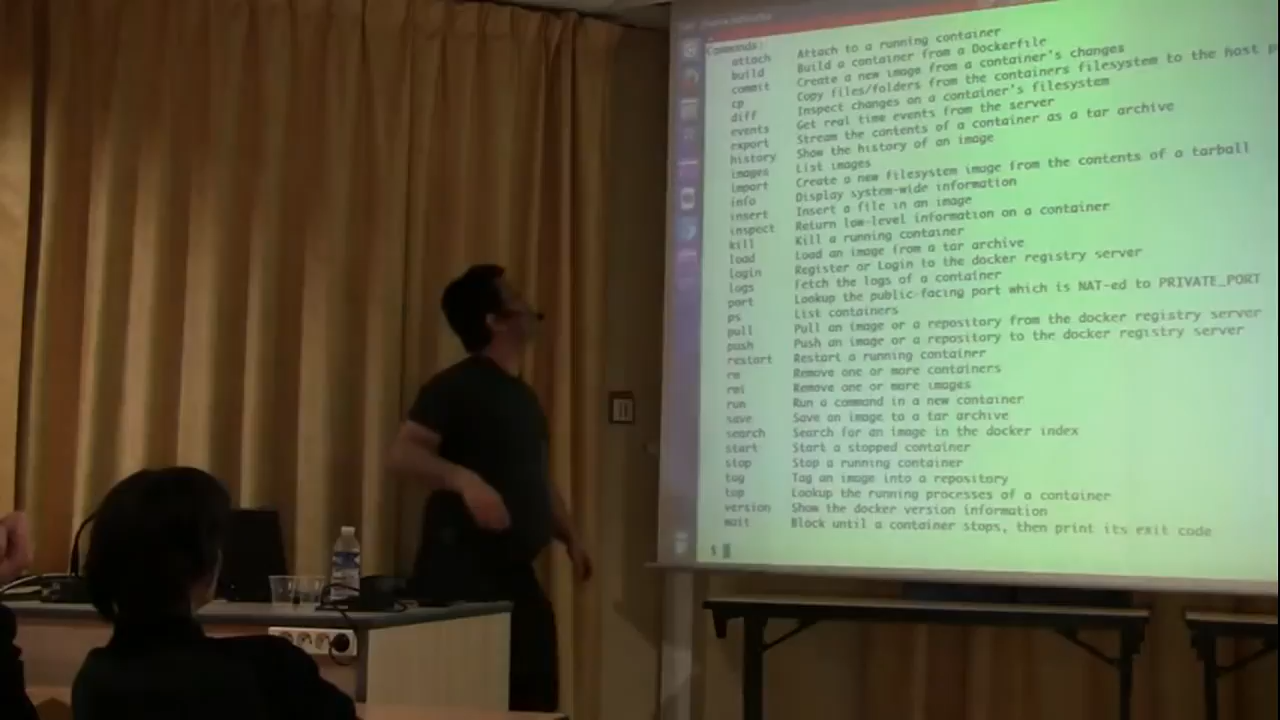 Commands:
attach Attach to a running container
build Build a container from a Dockerfile
commit Create a new image from a container's changes
cp Copy files/folders from the containers filesystem to the host
diff Inspect changes on a container's filesystem
events Get real time events from the server
export Stream the contents of a container as a tar archive
history Show the history of an image
images List images
import Create a new filesystem image from the contents of a tarball
info Display system-wide information
insert Insert a file in an image
inspect Return low-level information on a container
kill Kill a running container
load Load an image from a tar archive
login Register or Login to the docker registry server
logs Fetch the logs of a container
port Lookup the public-facing port which is NAT-ed to PRIVATE_PORT
ps List containers
pull Pull an image or a repository from the docker registry server
push Push an image or a repository to the docker registry server
restart Restart a running container
rm Remove one or more containers
rmi Remove one or more images
run Run a command in a new container
save Save an image to a tar archive
search Search for an image in the docker index
start Start a stopped container
stop Stop a running container
tag Tag an image into a repository
top Lookup the running processes of a container
version Show the docker version information
wait Block until a container stops, then print its exit code
$